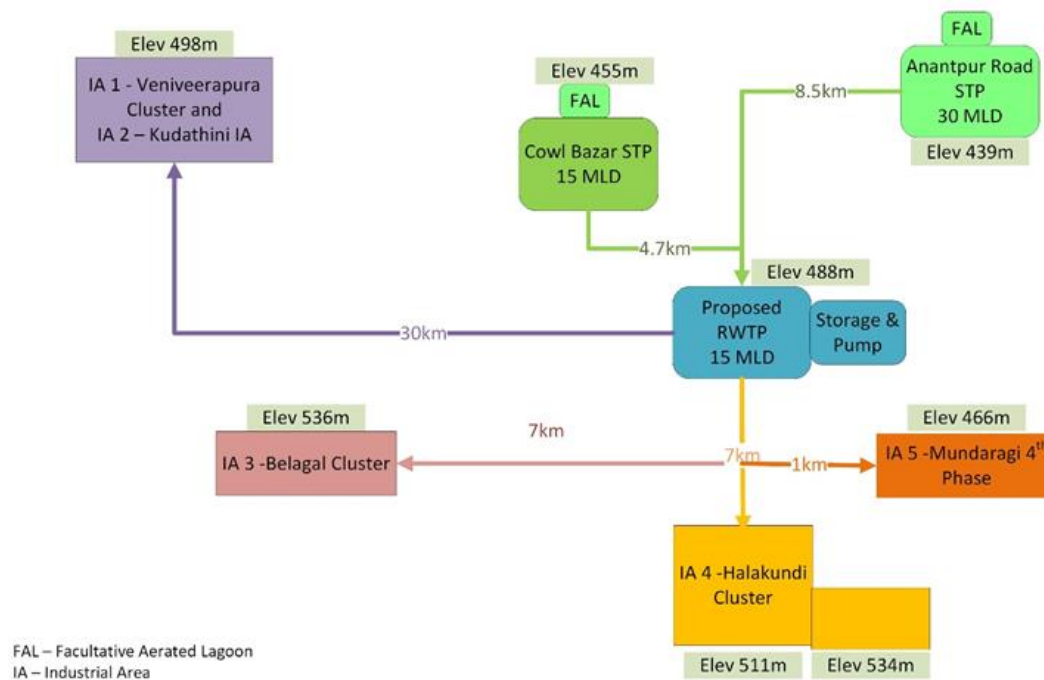 Elev 498m
IA 1 - Veniveerapura
Cluster and
IA 2 – Kudathini IA
Elev 455m
FAL
Cowl Bazar STP
15 MLD
FAL
Anantpur Road
STP
30 MLD
Elev 439m
8.5km
4.7km
Elev 488m
Proposed
RWTP
15 MLD
Storage &
Pump
30km
Elev 536m
IA 3 -Belagal Cluster
7km
7km
1km
Elev 466m
IA 5 -Mundaragi 4th
Phase
IA 4 -Halakundi
Cluster
Elev 511m
Elev 534m
FAL – Facultative Aerated Lagoon
IA – Industrial Area